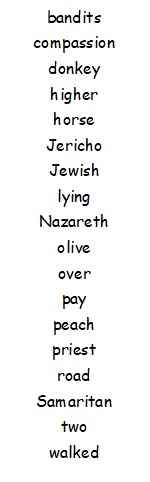 bandits
compassion
donkey
higher
horse
Jericho
Jewish
lying
Nazareth
olive
over
pay
peach
priest
road
Samaritan
two
walked